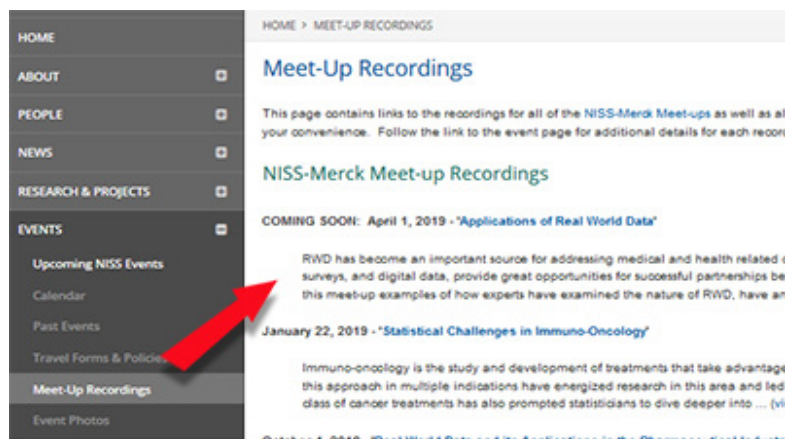 HOME
ABOUT
PEOPLE
NEWS
RESEARCH & PROJECTS
EVENTS
Upcoming NISS Events
Calendar
Past Events
Travel Forms & Policies
Meet-Up Recordings
Event Photos
HOME > MEET-UP RECORDINGS
Meet-Up Recordings
This page contains links to the recordings for all of the NISS-Merck Meet-ups as well as al
your convenience. Follow the link to the event page for additional details for each recor
NISS-Merck Meet-up Recordings
COMING SOON: April 1, 2019 - "Applications of Real World Data"
RWD has become an important source for addressing medical and health related
surveys, and digital data, provide great opportunities for successful partnerships be
this meet-up examples of how experts have examined the nature of RWD, have an
January 22, 2019 - "Statistical Challenges in Immuno-Oncology"
Immuno-oncology is the study and development of treatments that take advantage
this approach in multiple indications have energized research in this area and led
class of cancer treatments has also prompted statisticians to dive deeper into ... (vi